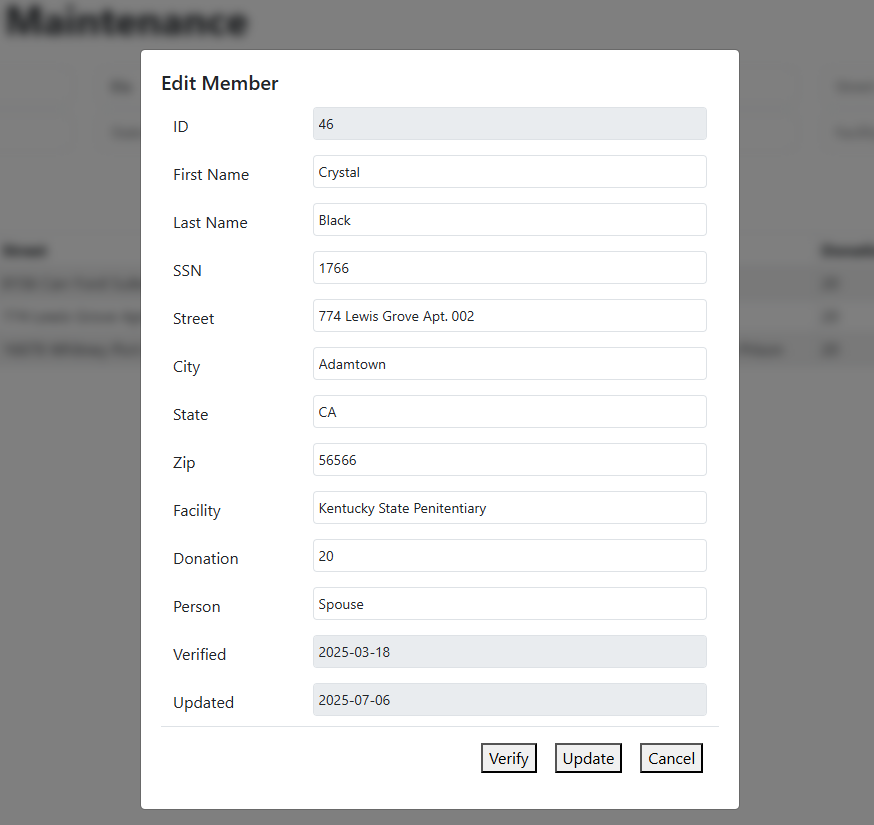 Maintenance
Edit Member
ID 46
First Name Crystal
Last Name Black
SSN 1766
Street 774 Lewis Grove Apt. 002
City Adamtown
State CA
Zip 56566
Facility Kentucky State Penitentiary
Donation 20
Person Spouse
Verified 2025-03-18
Updated 2025-07-06
Verify Update Cancel